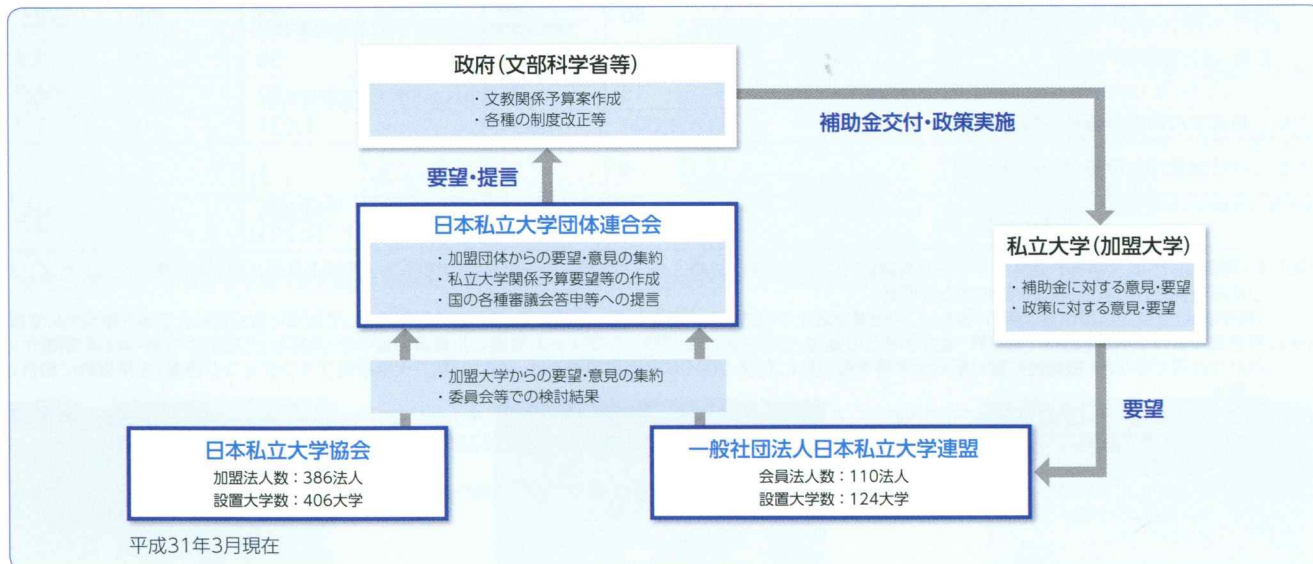 政府(文部科学省等)
・文教関係予算案作成
・各種の制度改正等
補助金交付・政策実施
要望・提言
日本私立大学団体連合会
・加盟団体からの要望・意見の集約
・私立大学関係予算要望等の作成
・国の各種審議会答申等への提言
私立大学(加盟大学)
・補助金に対する意見・要望
・政策に対する意見・要望
・加盟大学からの要望・意見の集約
・委員会等での検討結果
要望
日本私立大学協会
加盟法人数：386法人
設置大学数：406大学
一般社団法人日本私立大学連盟
会員法人数：110法人
設置大学数：124大学
平成31年3月現在